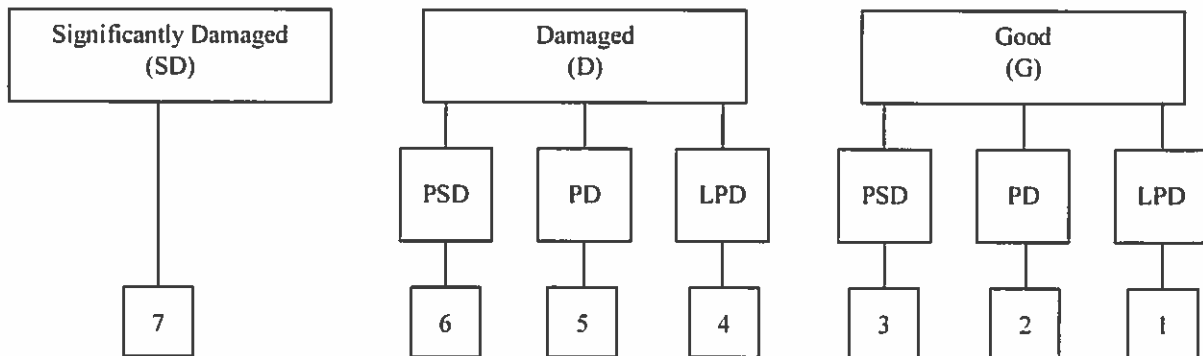 Significantly Damaged
(SD)
Damaged
(D)
Good
(G)
PSD
PD
LPD
PSD
PD
LPD
7
6
5
4
3
2
1